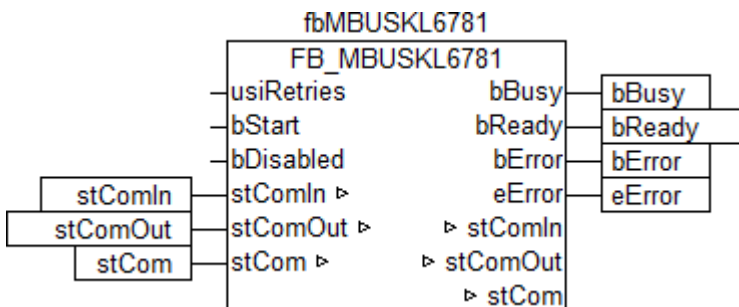 fbMBUSKL6781
FB_MBUSKL6781
usiRetries bBusy bBusy
bStart bReady bReady
bDisabled bError bError
stComIn stComIn eError eError
stComOut stComOut stComIn
stCom stCom stComOut
stCom